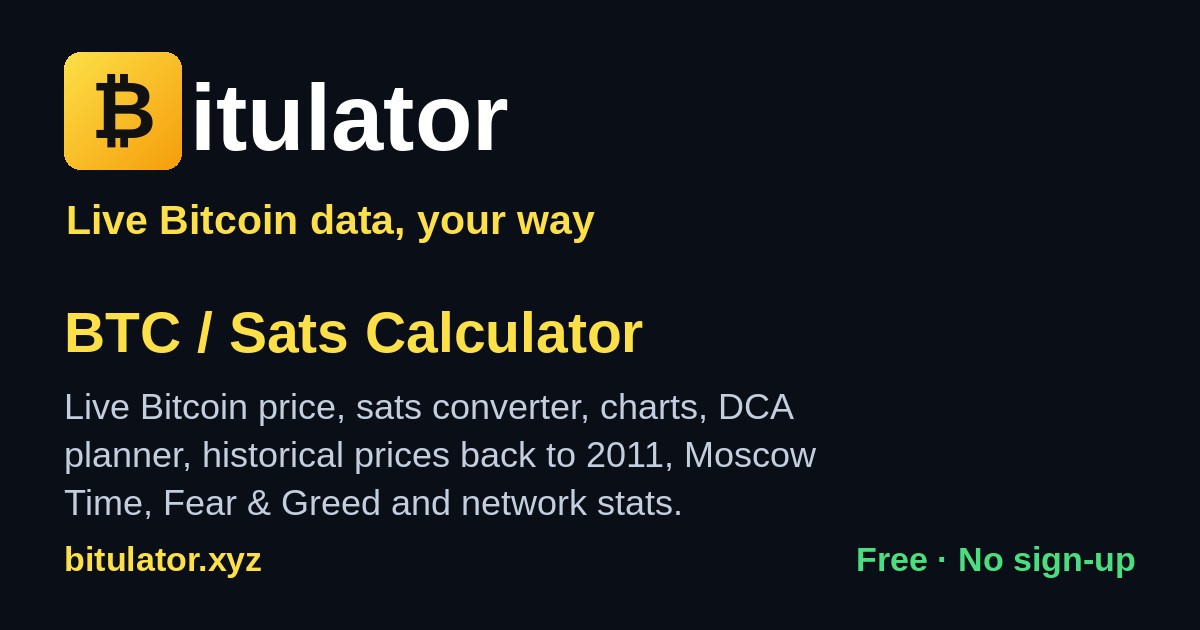 ₿itulator
Live Bitcoin data, your way
BTC / Sats Calculator
Live Bitcoin price, sats converter, charts, DCA
planner, historical prices back to 2011, Moscow
Time, Fear & Greed and network stats.
bitulator.xyz
Free · No sign-up